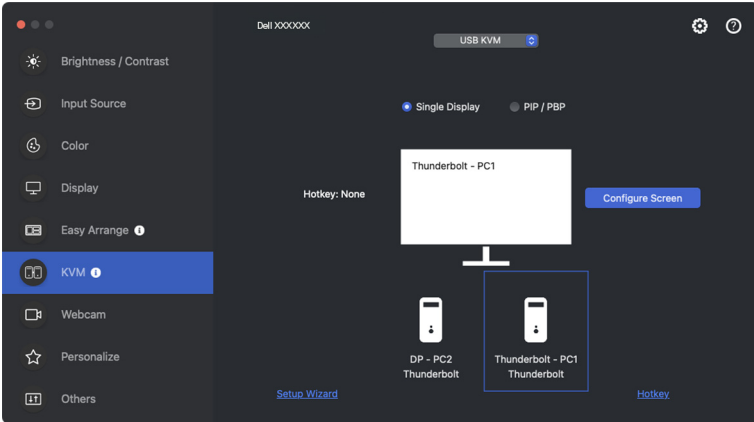 Dell XXXXXX
USB KVM
Brightness / Contrast
Input Source
Color
Display
Easy Arrange
KVM
Webcam
Personalize
Others
Single Display
PIP / PBP
Thunderbolt - PC1
Hotkey: None
Configure Screen
DP - PC2
Thunderbolt
Thunderbolt - PC1
Thunderbolt
Setup Wizard
Hotkey